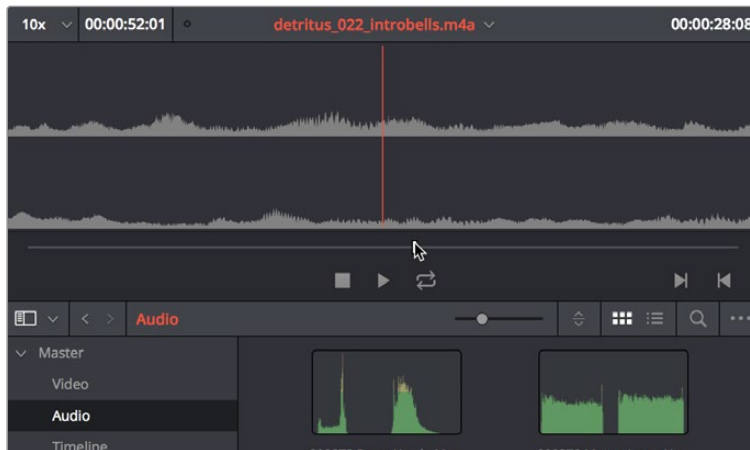 10x 00:00:52:01 detritus_022_introbells.m4a 00:00:28:08
Audio
Master
Video
Audio
Timeline